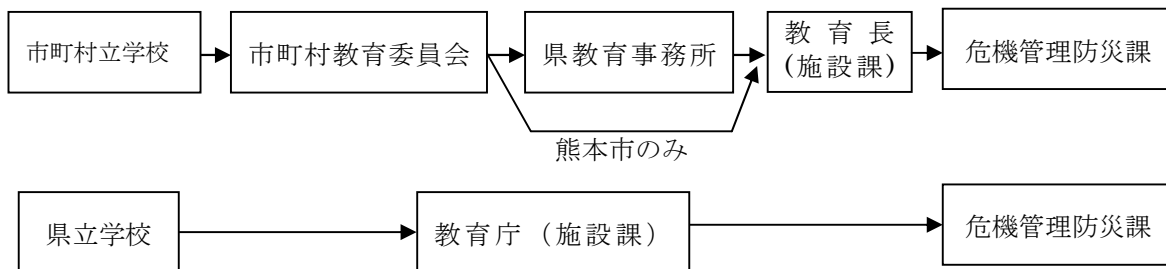 市町村立学校
市町村教育委員会
県教育事務所
教育長
(施設課)
危機管理防災課
熊本市のみ
県立学校
教育庁（施設課）
危機管理防災課